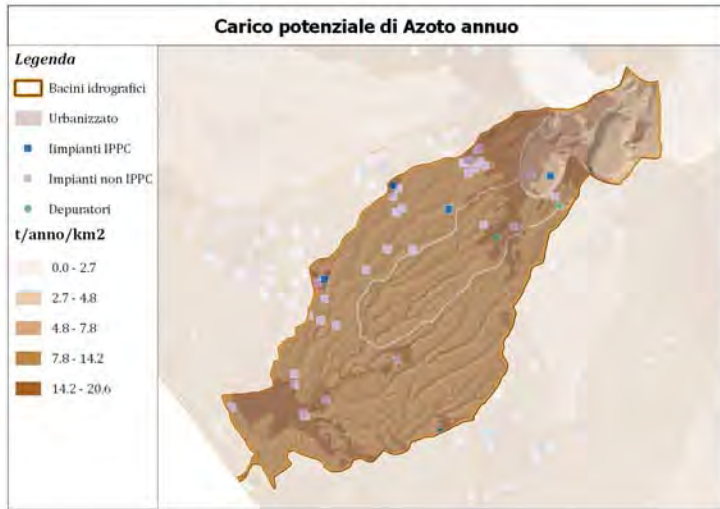 Carico potenziale di Azoto annuo
Legenda
Bacini idrografici
Urbanizzato
Iimpianti IPPC
Impianti non IPPC
Depuratori
t/anno/km2
0.0 - 2.7
2.7 - 4.8
4.8 - 7.8
7.8 - 14.2
14.2 - 20.6